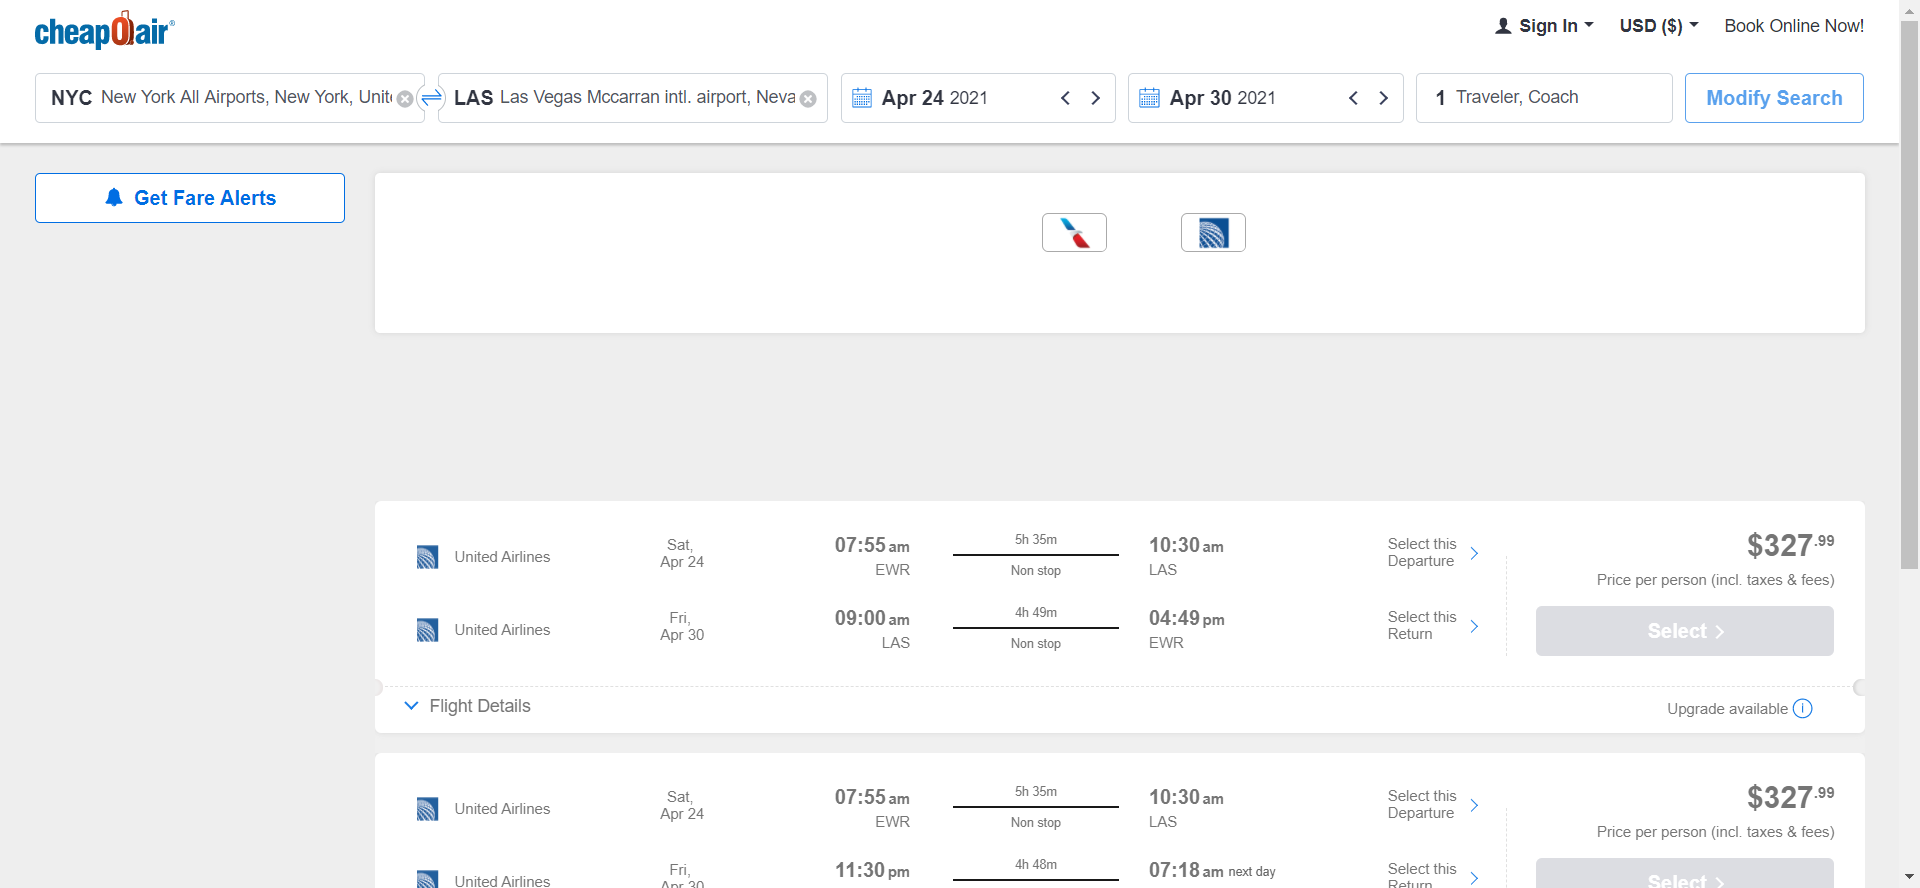 cheapOair®
Sign In
USD ($)
Book Online Now!
NYC New York All Airports, New York, Unit
LAS Las Vegas Mccarran intl. airport, Neva
Apr 24 2021
Apr 30 2021
1 Traveler, Coach
Modify Search
Get Fare Alerts
United Airlines
Sat,
Apr 24
07:55 am
EWR
5h 35m
Non stop
10:30 am
LAS
Select this
Departure
$327.99
Price per person (incl. taxes & fees)
United Airlines
Fri,
Apr 30
09:00 am
LAS
4h 49m
Non stop
04:49 pm
EWR
Select this
Return
Select
Flight Details
Upgrade available
United Airlines
Sat,
Apr 24
07:55 am
EWR
5h 35m
Non stop
10:30 am
LAS
Select this
Departure
$327.99
Price per person (incl. taxes & fees)
United Airlines
Fri,
Apr 30
11:30 pm
4h 48m
07:18 am next day
Select this
Return
Select